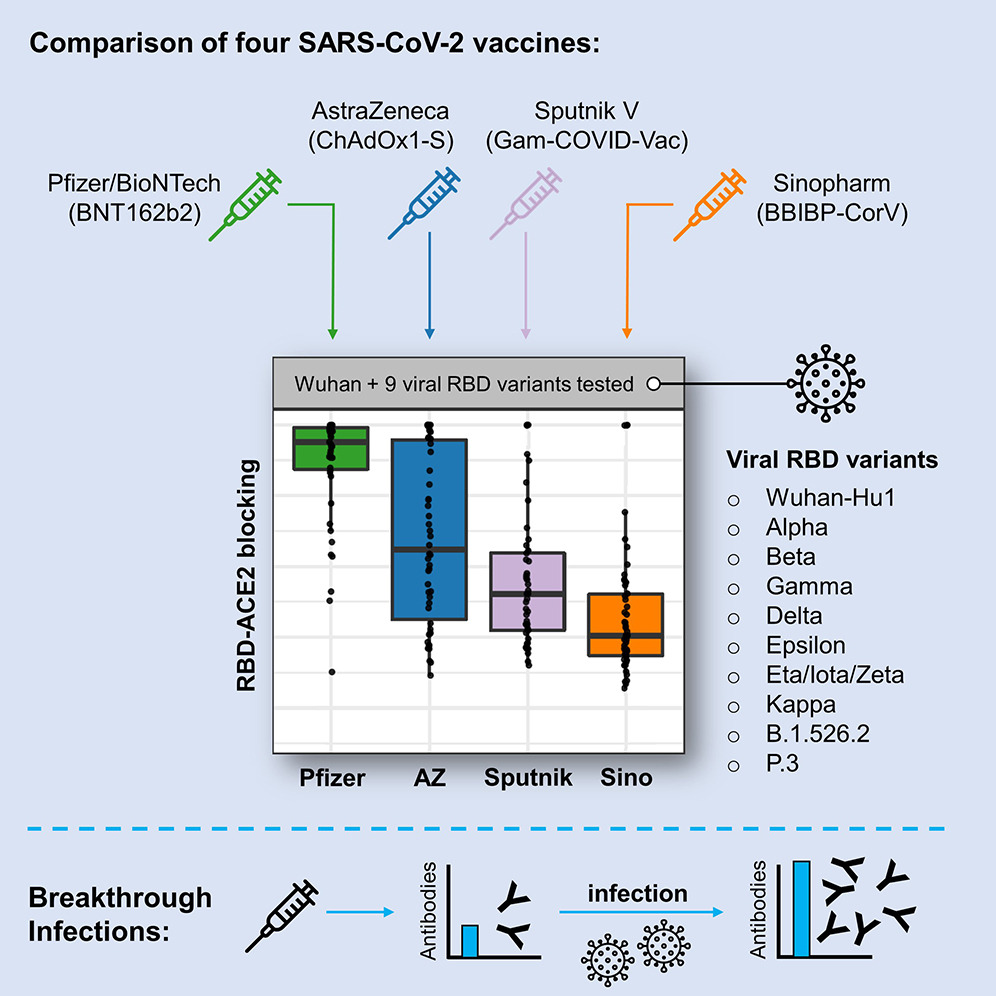 Comparison of four SARS-CoV-2 vaccines:
AstraZeneca
(ChAdOx1-S)
Sputnik V
(Gam-COVID-Vac)
Pfizer/BioNTech
(BNT162b2)
Sinopharm
(BBIBP-CorV)
Wuhan + 9 viral RBD variants tested
RBD-ACE2 blocking
Pfizer
AZ
Sputnik
Sino
Viral RBD variants
Wuhan-Hu1
Alpha
Beta
Gamma
Delta
Epsilon
Eta/Iota/Zeta
Kappa
B.1.526.2
P.3
Breakthrough
Infections:
Antibodies
infection
Antibodies